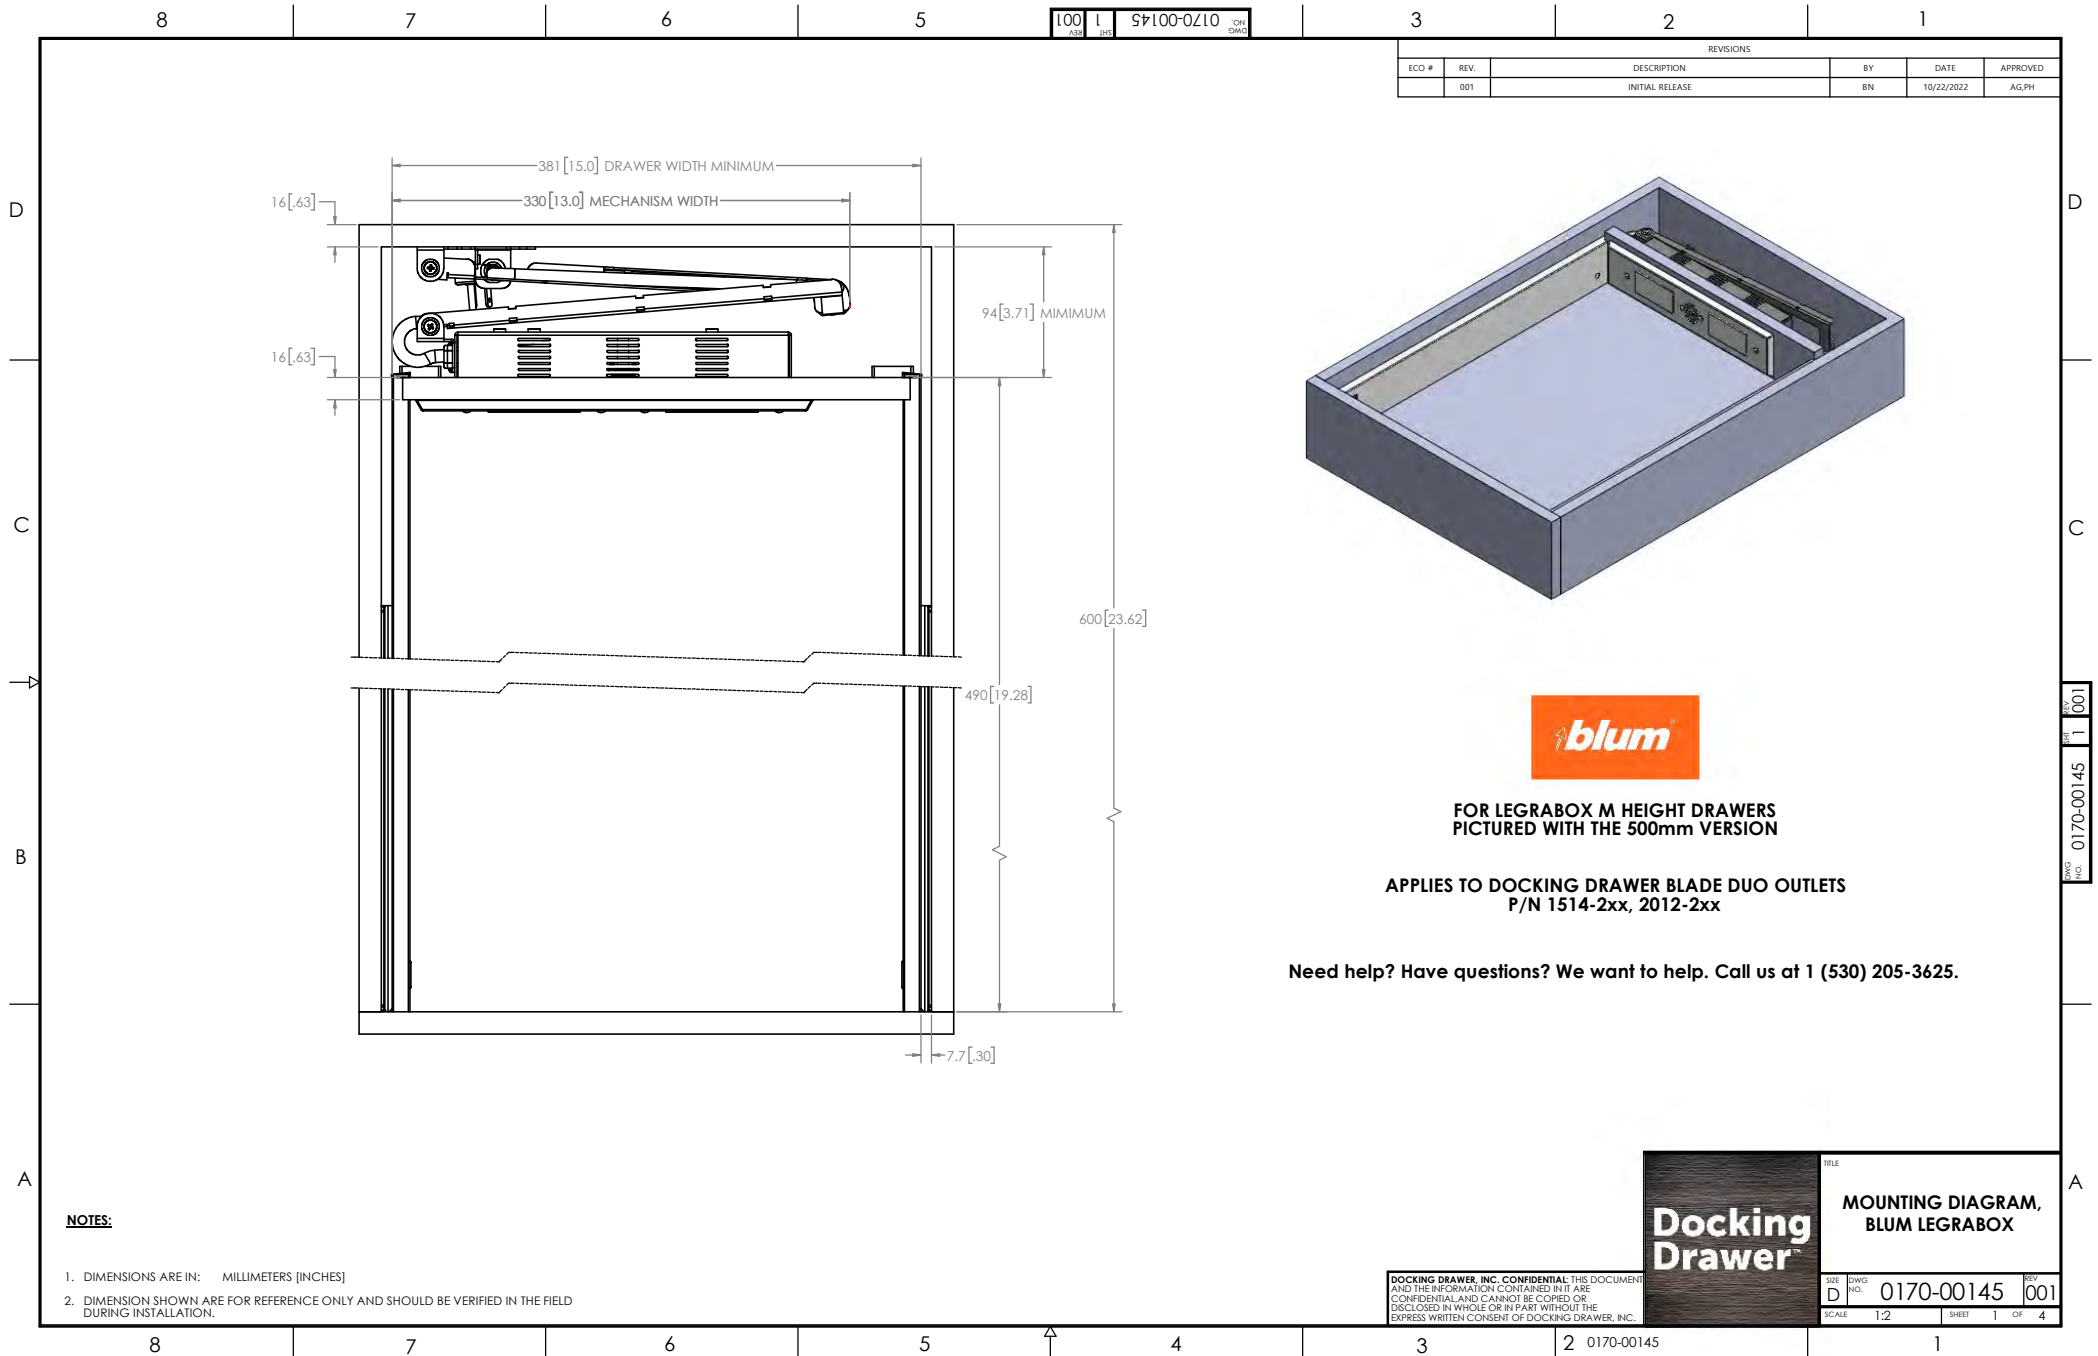 8 7 6 5 3 2 1
DWG NO. 0170-00145 SHT 1 REV 001
REVISIONS
ECO # REV. DESCRIPTION BY DATE APPROVED
001 INITIAL RELEASE BN 10/22/2022 AG,PH
381[15.0] DRAWER WIDTH MINIMUM
330[13.0] MECHANISM WIDTH
16[.63]
D D
94[3.71] MIMIMUM
16[.63]
C C
600[23.62]
490[19.28]
7.7[.30]
blum
FOR LEGRABOX M HEIGHT DRAWERS
PICTURED WITH THE 500mm VERSION
APPLIES TO DOCKING DRAWER BLADE DUO OUTLETS
P/N 1514-2xx, 2012-2xx
Need help? Have questions? We want to help. Call us at 1 (530) 205-3625.
DWG NO. 0170-00145 SHT 1 REV 001
B
A A
NOTES:
1. DIMENSIONS ARE IN: MILLIMETERS [INCHES]
2. DIMENSION SHOWN ARE FOR REFERENCE ONLY AND SHOULD BE VERIFIED IN THE FIELD
DURING INSTALLATION.
DOCKING DRAWER, INC. CONFIDENTIAL: THIS DOCUMENT
AND THE INFORMATION CONTAINED IN IT ARE
CONFIDENTIAL,AND CANNOT BE COPIED OR
DISCLOSED IN WHOLE OR IN PART WITHOUT THE
EXPRESS WRITTEN CONSENT OF DOCKING DRAWER, INC.
Docking
Drawer™
TITLE
MOUNTING DIAGRAM,
BLUM LEGRABOX
SIZE D DWG NO. 0170-00145 REV 001
SCALE 1:2 SHEET 1 OF 4
8 7 6 5 4 3 2 0170-00145 1